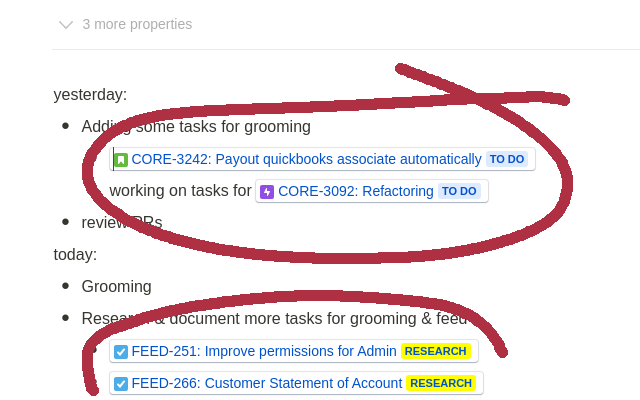 3 more properties
yesterday:
Adding some tasks for grooming
CORE-3242: Payout quickbooks associate automatically TO DO
working on tasks for CORE-3092: Refactoring TO DO
review PRs
today:
Grooming
Research & document more tasks for grooming & feed
FEED-251: Improve permissions for Admin RESEARCH
FEED-266: Customer Statement of Account RESEARCH